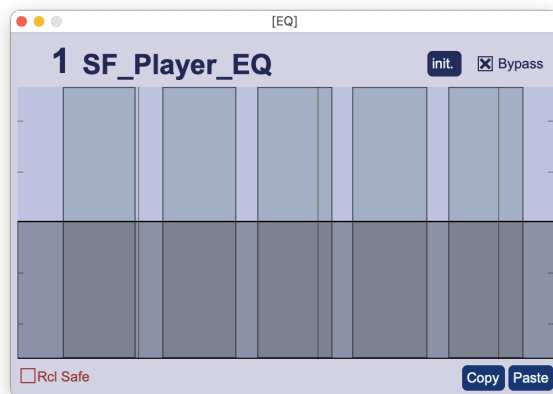 [EQ]
1 SF_Player_EQ
init.
Bypass
Rcl Safe
Copy
Paste